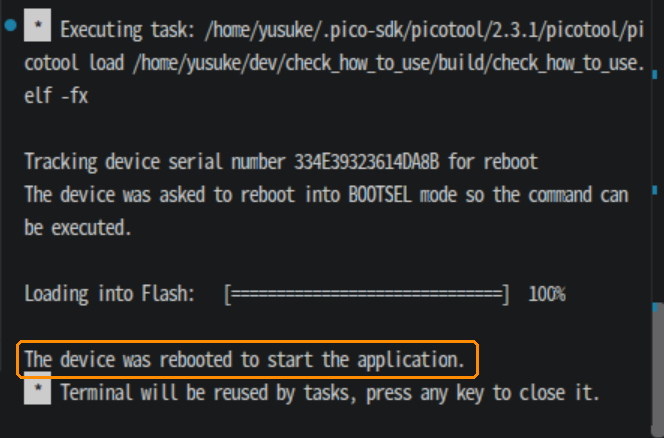 * Executing task: /home/yusuke/.pico-sdk/picotool/2.3.1/picotool/pi
cotool load /home/yusuke/dev/check_how_to_use/build/check_how_to_use.
elf -fx
Tracking device serial number 334E39323614DA8B for reboot
The device was asked to reboot into BOOTSEL mode so the command can
be executed.
Loading into Flash: [==============================] 100%
The device was rebooted to start the application.
* Terminal will be reused by tasks, press any key to close it.